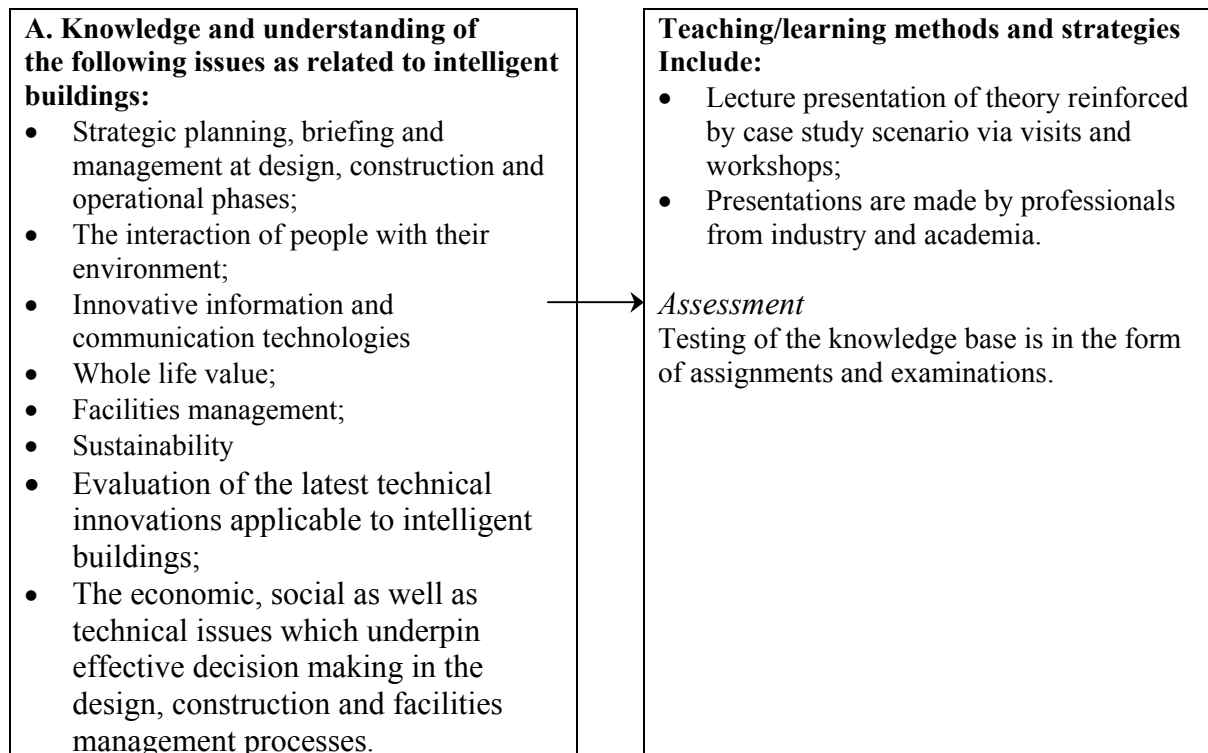 A. Knowledge and understanding of
the following issues as related to intelligent
buildings:
• Strategic planning, briefing and
management at design, construction and
operational phases;
• The interaction of people with their
environment;
• Innovative information and
communication technologies
• Whole life value;
• Facilities management;
• Sustainability
• Evaluation of the latest technical
innovations applicable to intelligent
buildings;
• The economic, social as well as
technical issues which underpin
effective decision making in the
design, construction and facilities
management processes.
Teaching/learning methods and strategies
Include:
• Lecture presentation of theory reinforced
by case study scenario via visits and
workshops;
• Presentations are made by professionals
from industry and academia.
Assessment
Testing of the knowledge base is in the form
of assignments and examinations.